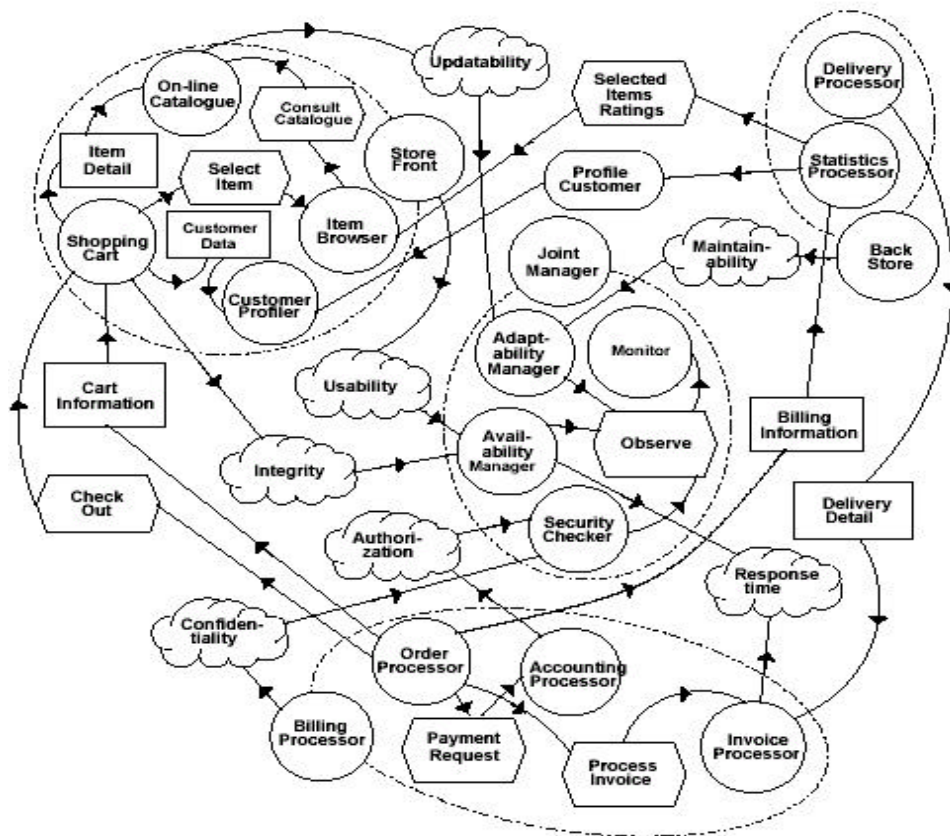 On-line
Catalogue
Updatability
Selected
Items
Ratings
Delivery
Processor
Consult
Catalogue
Item
Detail
Select
Item
Store
Front
Profile
Customer
Statistics
Processor
Shopping
Cart
Customer
Data
Item
Browser
Joint
Manager
Maintain-
ability
Back
Store
Customer
Profiler
Adapt-
ability
Manager
Monitor
Cart
Information
Usability
Billing
Information
Integrity
Avail-
ability
Manager
Observe
Check
Out
Authori-
zation
Security
Checker
Delivery
Detail
Response
time
Confiden-
tiality
Order
Processor
Accounting
Processor
Billing
Processor
Payment
Request
Process
Invoice
Invoice
Processor